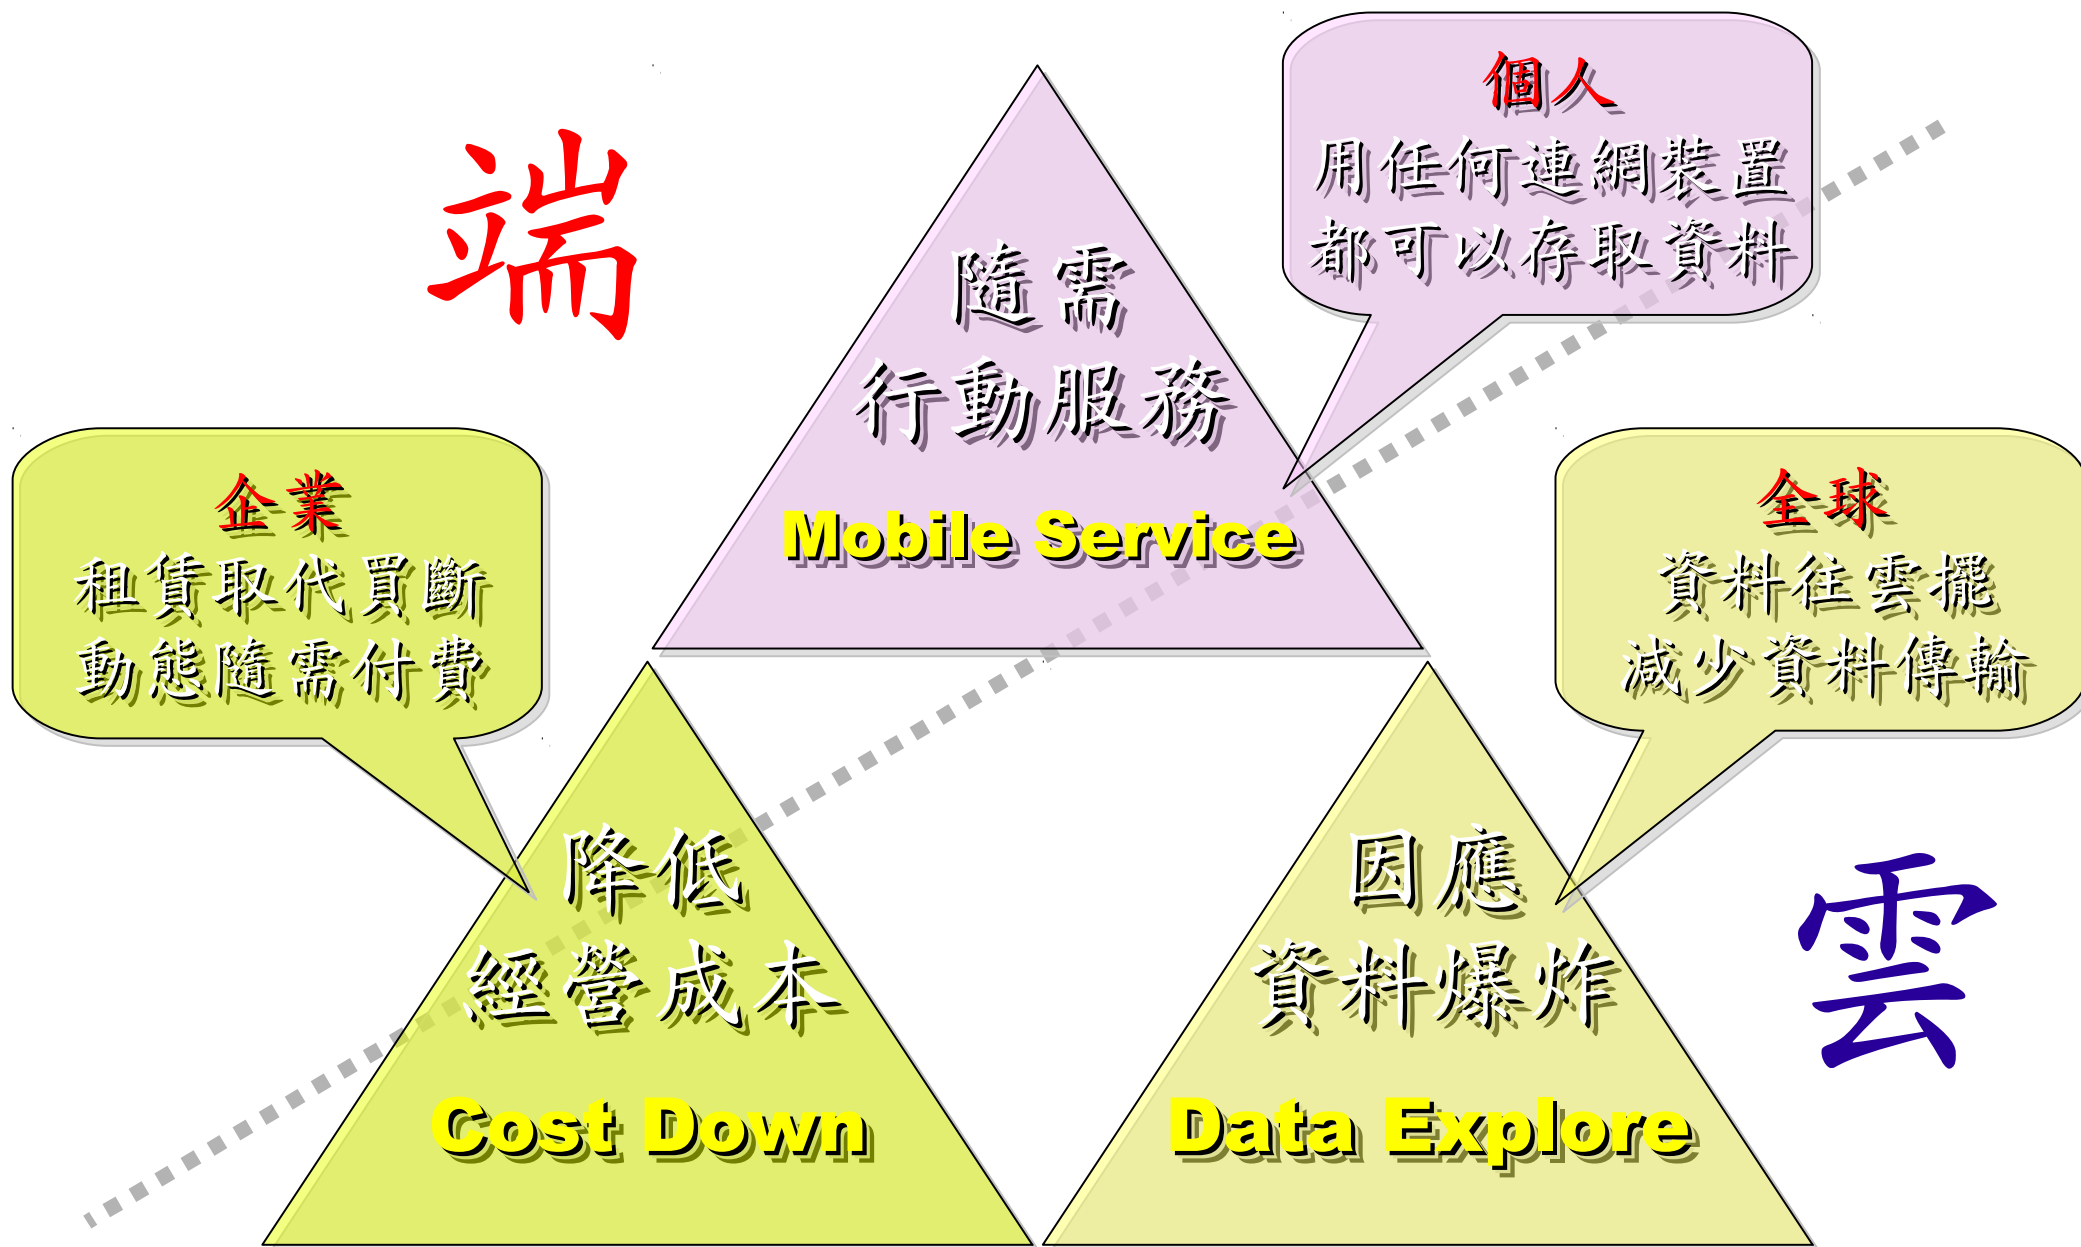 端
個人
用任何連網裝置
都可以存取資料
隨需
行動服務
Mobile Service
企業
租賃取代買斷
動態隨需付費
全球
資料往雲擺
減少資料傳輸
降低
經營成本
Cost Down
因應
資料爆炸
Data Explore
雲